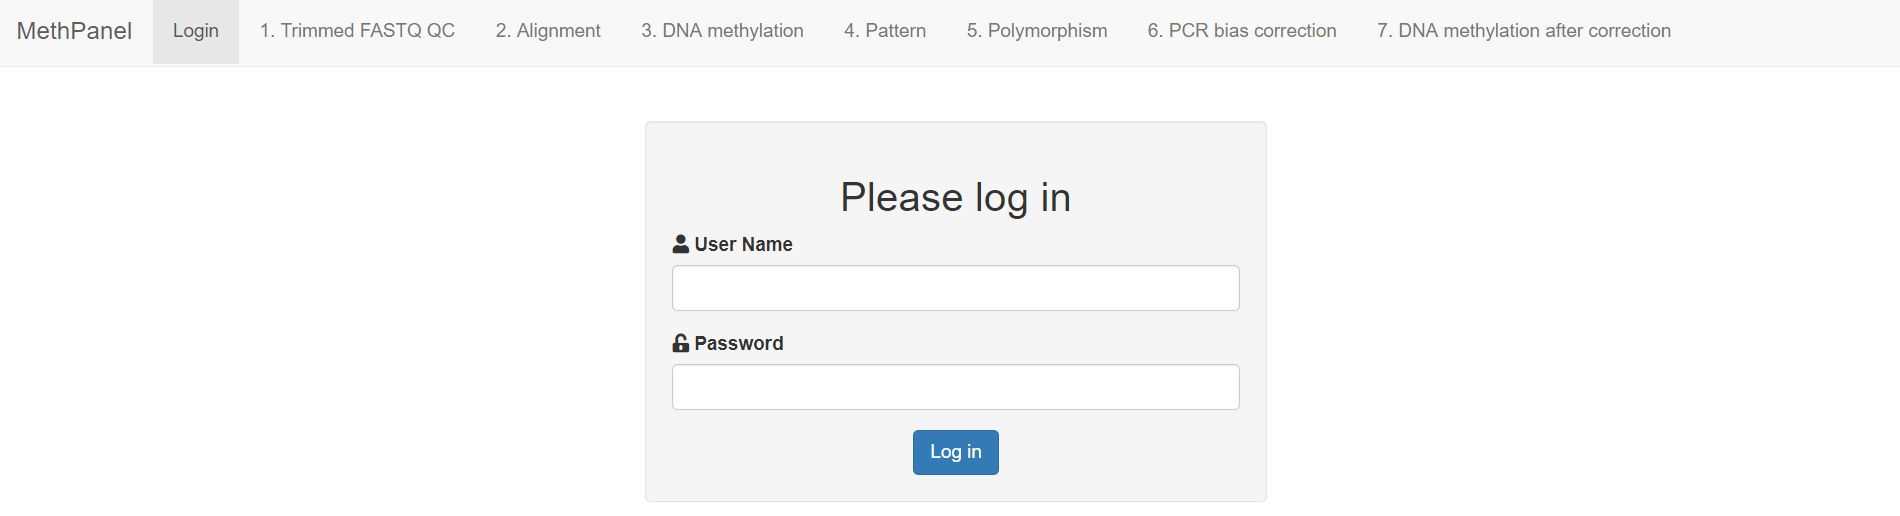 MethPanel Login 1. Trimmed FASTQ QC 2. Alignment 3. DNA methylation 4. Pattern 5. Polymorphism 6. PCR bias correction 7. DNA methylation after correction
Please log in
User Name
Password
Log in